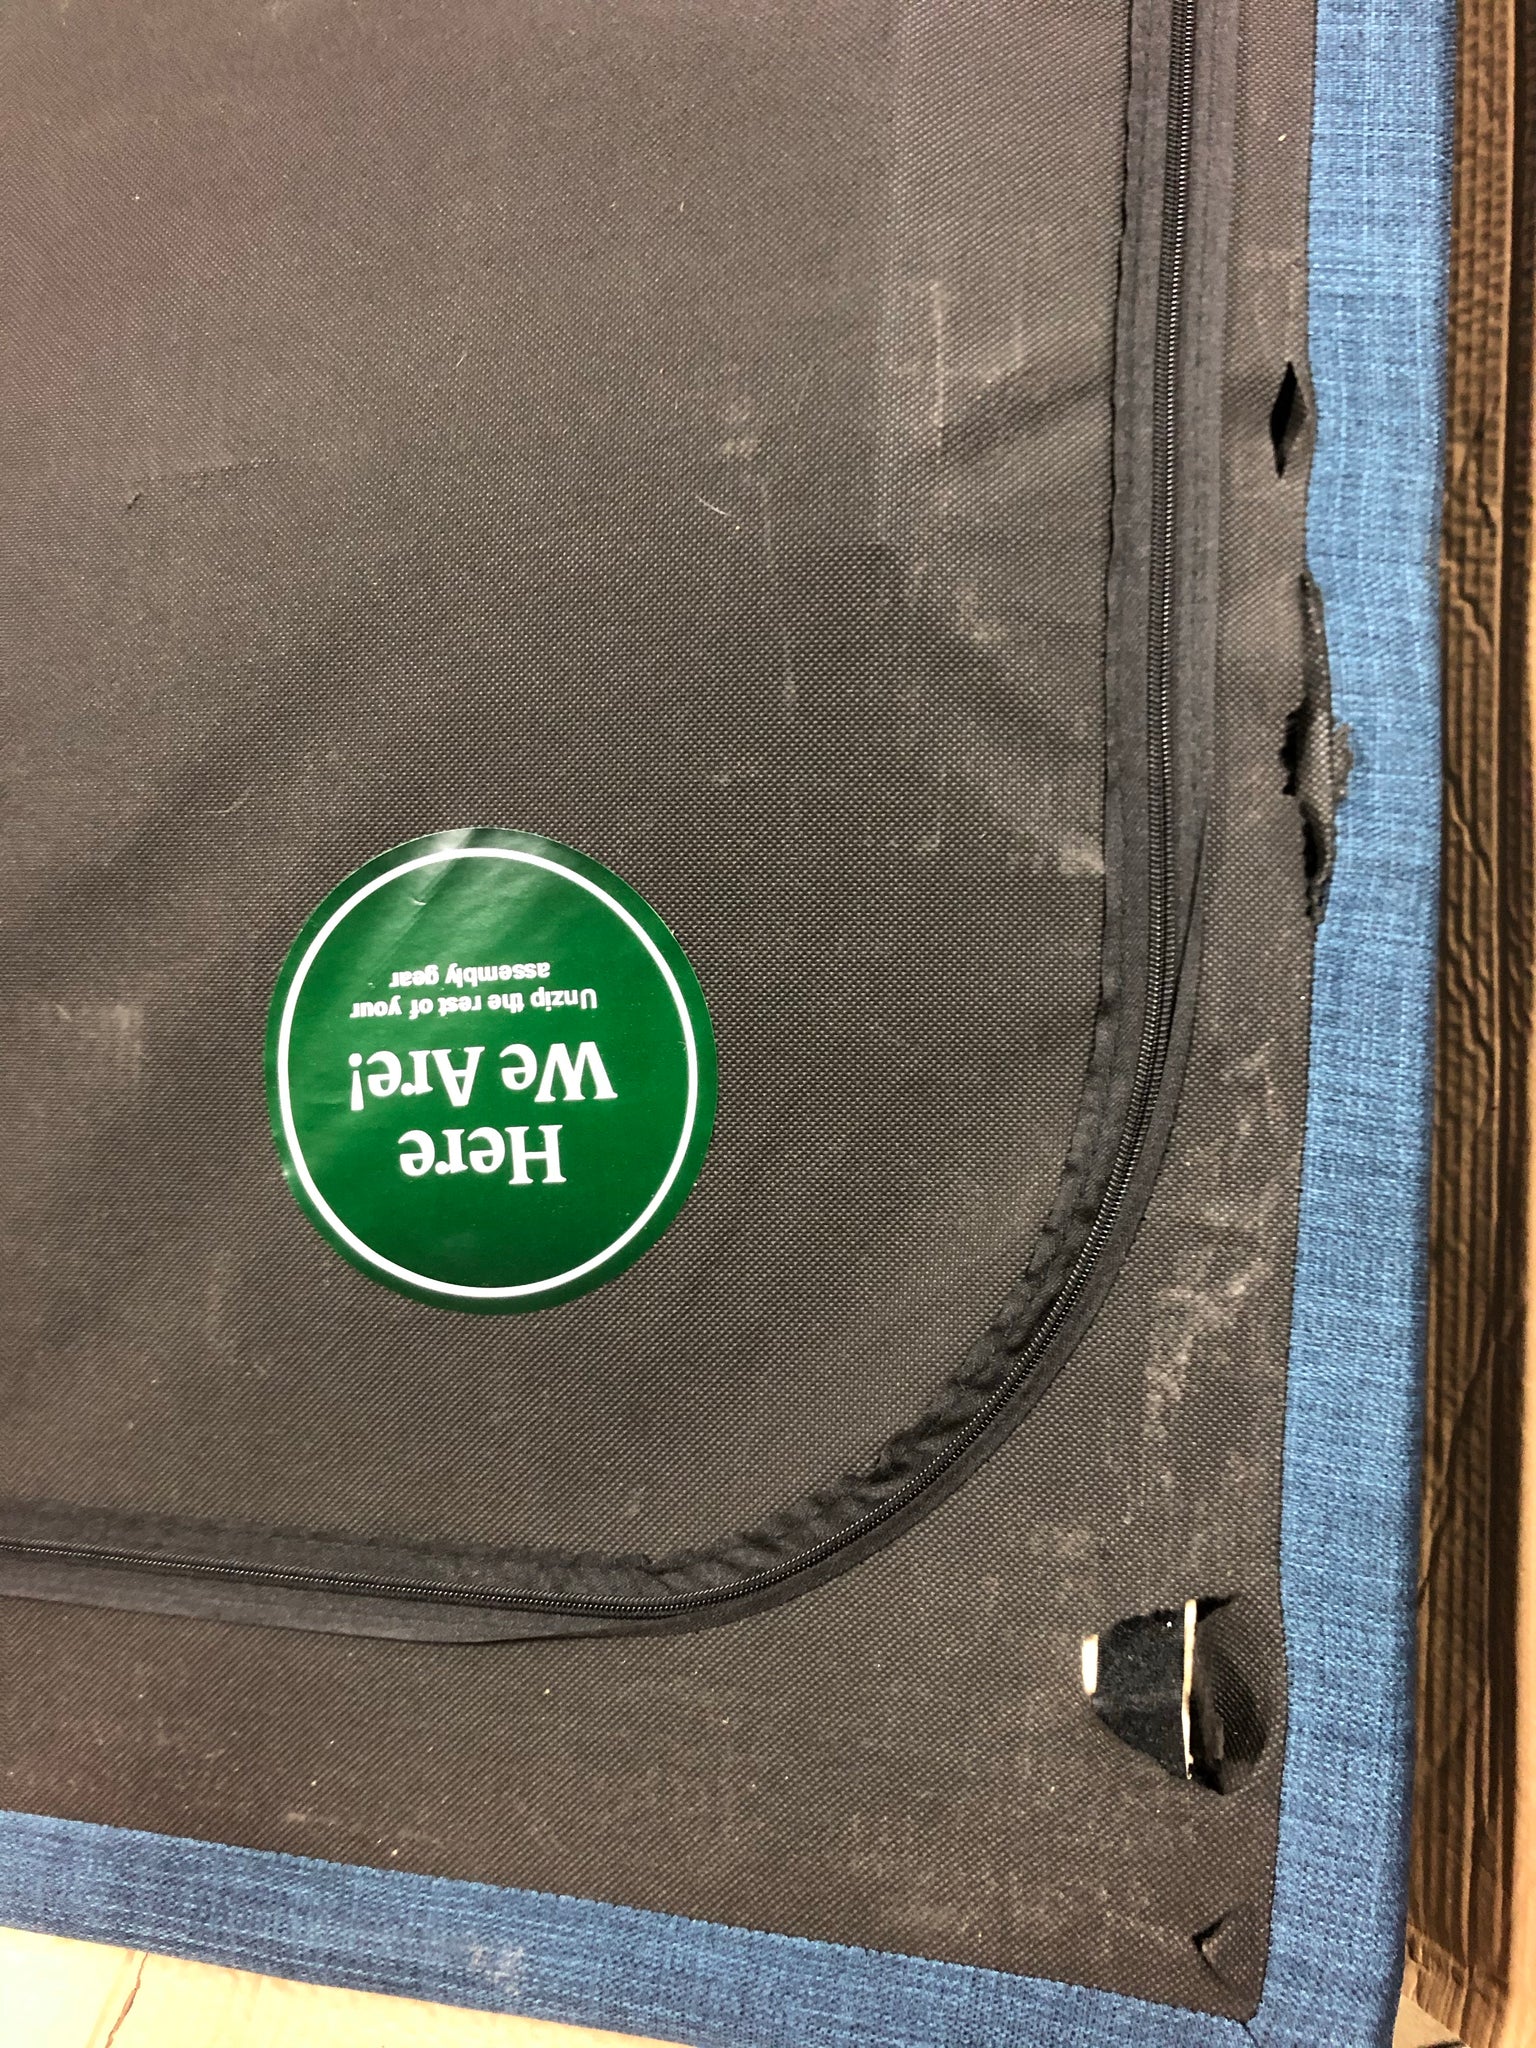 Here
We Are!
Unzip the rest of your
assembly gear